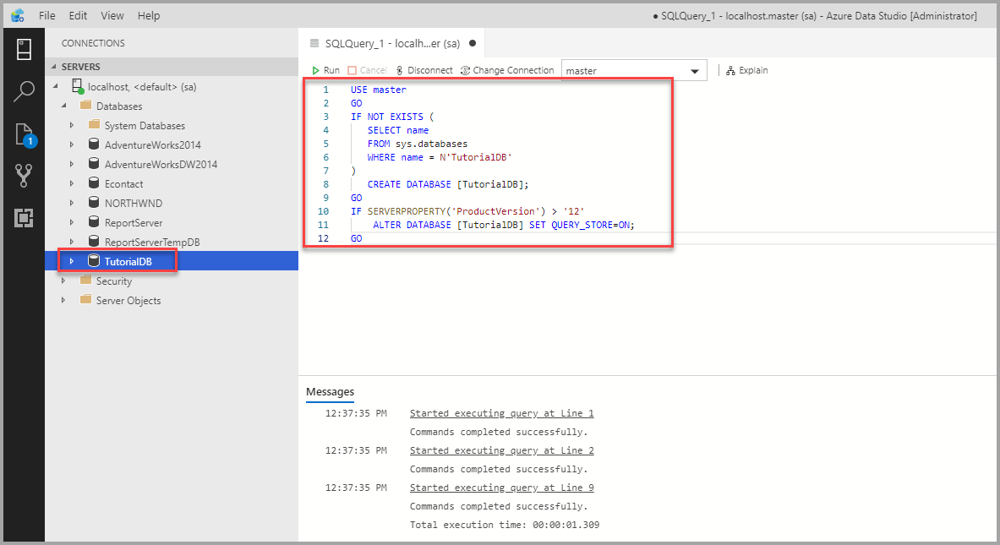 File Edit View Help
● SQLQuery_1 - localhost.master (sa) - Azure Data Studio [Administrator]
CONNECTIONS
SERVERS
localhost, <default> (sa)
Databases
System Databases
AdventureWorks2014
AdventureWorksDW2014
Econtact
NORTHWND
ReportServer
ReportServerTempDB
TutorialDB
Security
Server Objects
1
SQLQuery_1 - localh...er (sa) ●
Run Cancel Disconnect Change Connection master Explain
1 USE master
2 GO
3 IF NOT EXISTS (
4 SELECT name
5 FROM sys.databases
6 WHERE name = N'TutorialDB'
7 )
8 CREATE DATABASE [TutorialDB];
9 GO
10 IF SERVERPROPERTY('ProductVersion') > '12'
11 ALTER DATABASE [TutorialDB] SET QUERY_STORE=ON;
12 GO
Messages
12:37:35 PM Started executing query at Line 1
Commands completed successfully.
12:37:35 PM Started executing query at Line 2
Commands completed successfully.
12:37:35 PM Started executing query at Line 9
Commands completed successfully.
Total execution time: 00:00:01.309